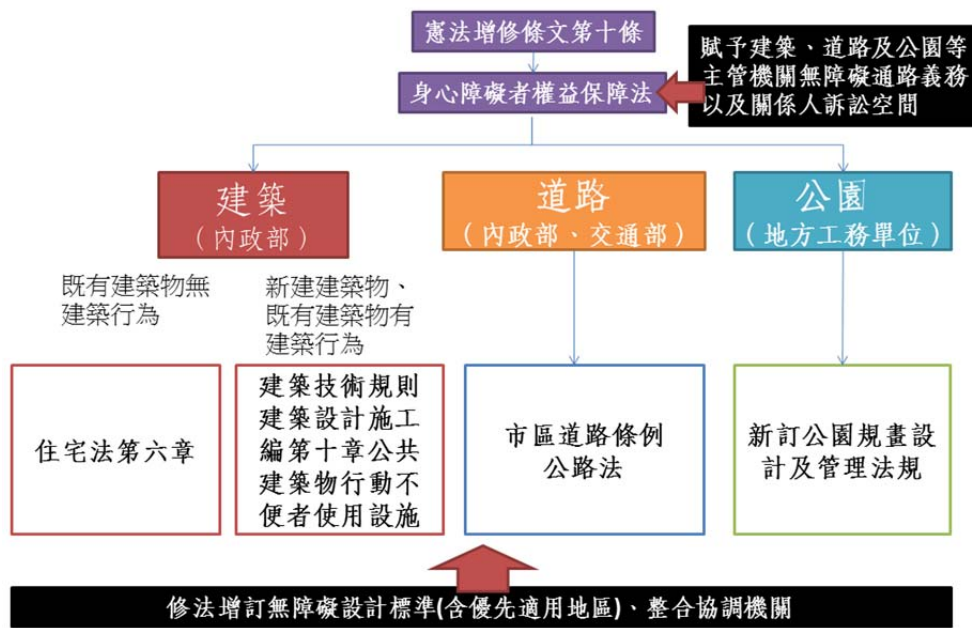 憲法增修條文第十條
身心障礙者權益保障法
賦予建築、道路及公園等
主管機關無障礙通路義務
以及關係人訴訟空間
建築
（內政部）
道路
（內政部、交通部）
公園
（地方工務單位）
既有建築物無
建築行為
新建建築物、
既有建築物有
建築行為
住宅法第六章
建築技術規則
建築設計施工
編第十章公共
建築物行動不
便者使用設施
市區道路條例
公路法
新訂公園規畫設
計及管理法規
修法增訂無障礙設計標準(含優先適用地區)、整合協調機關